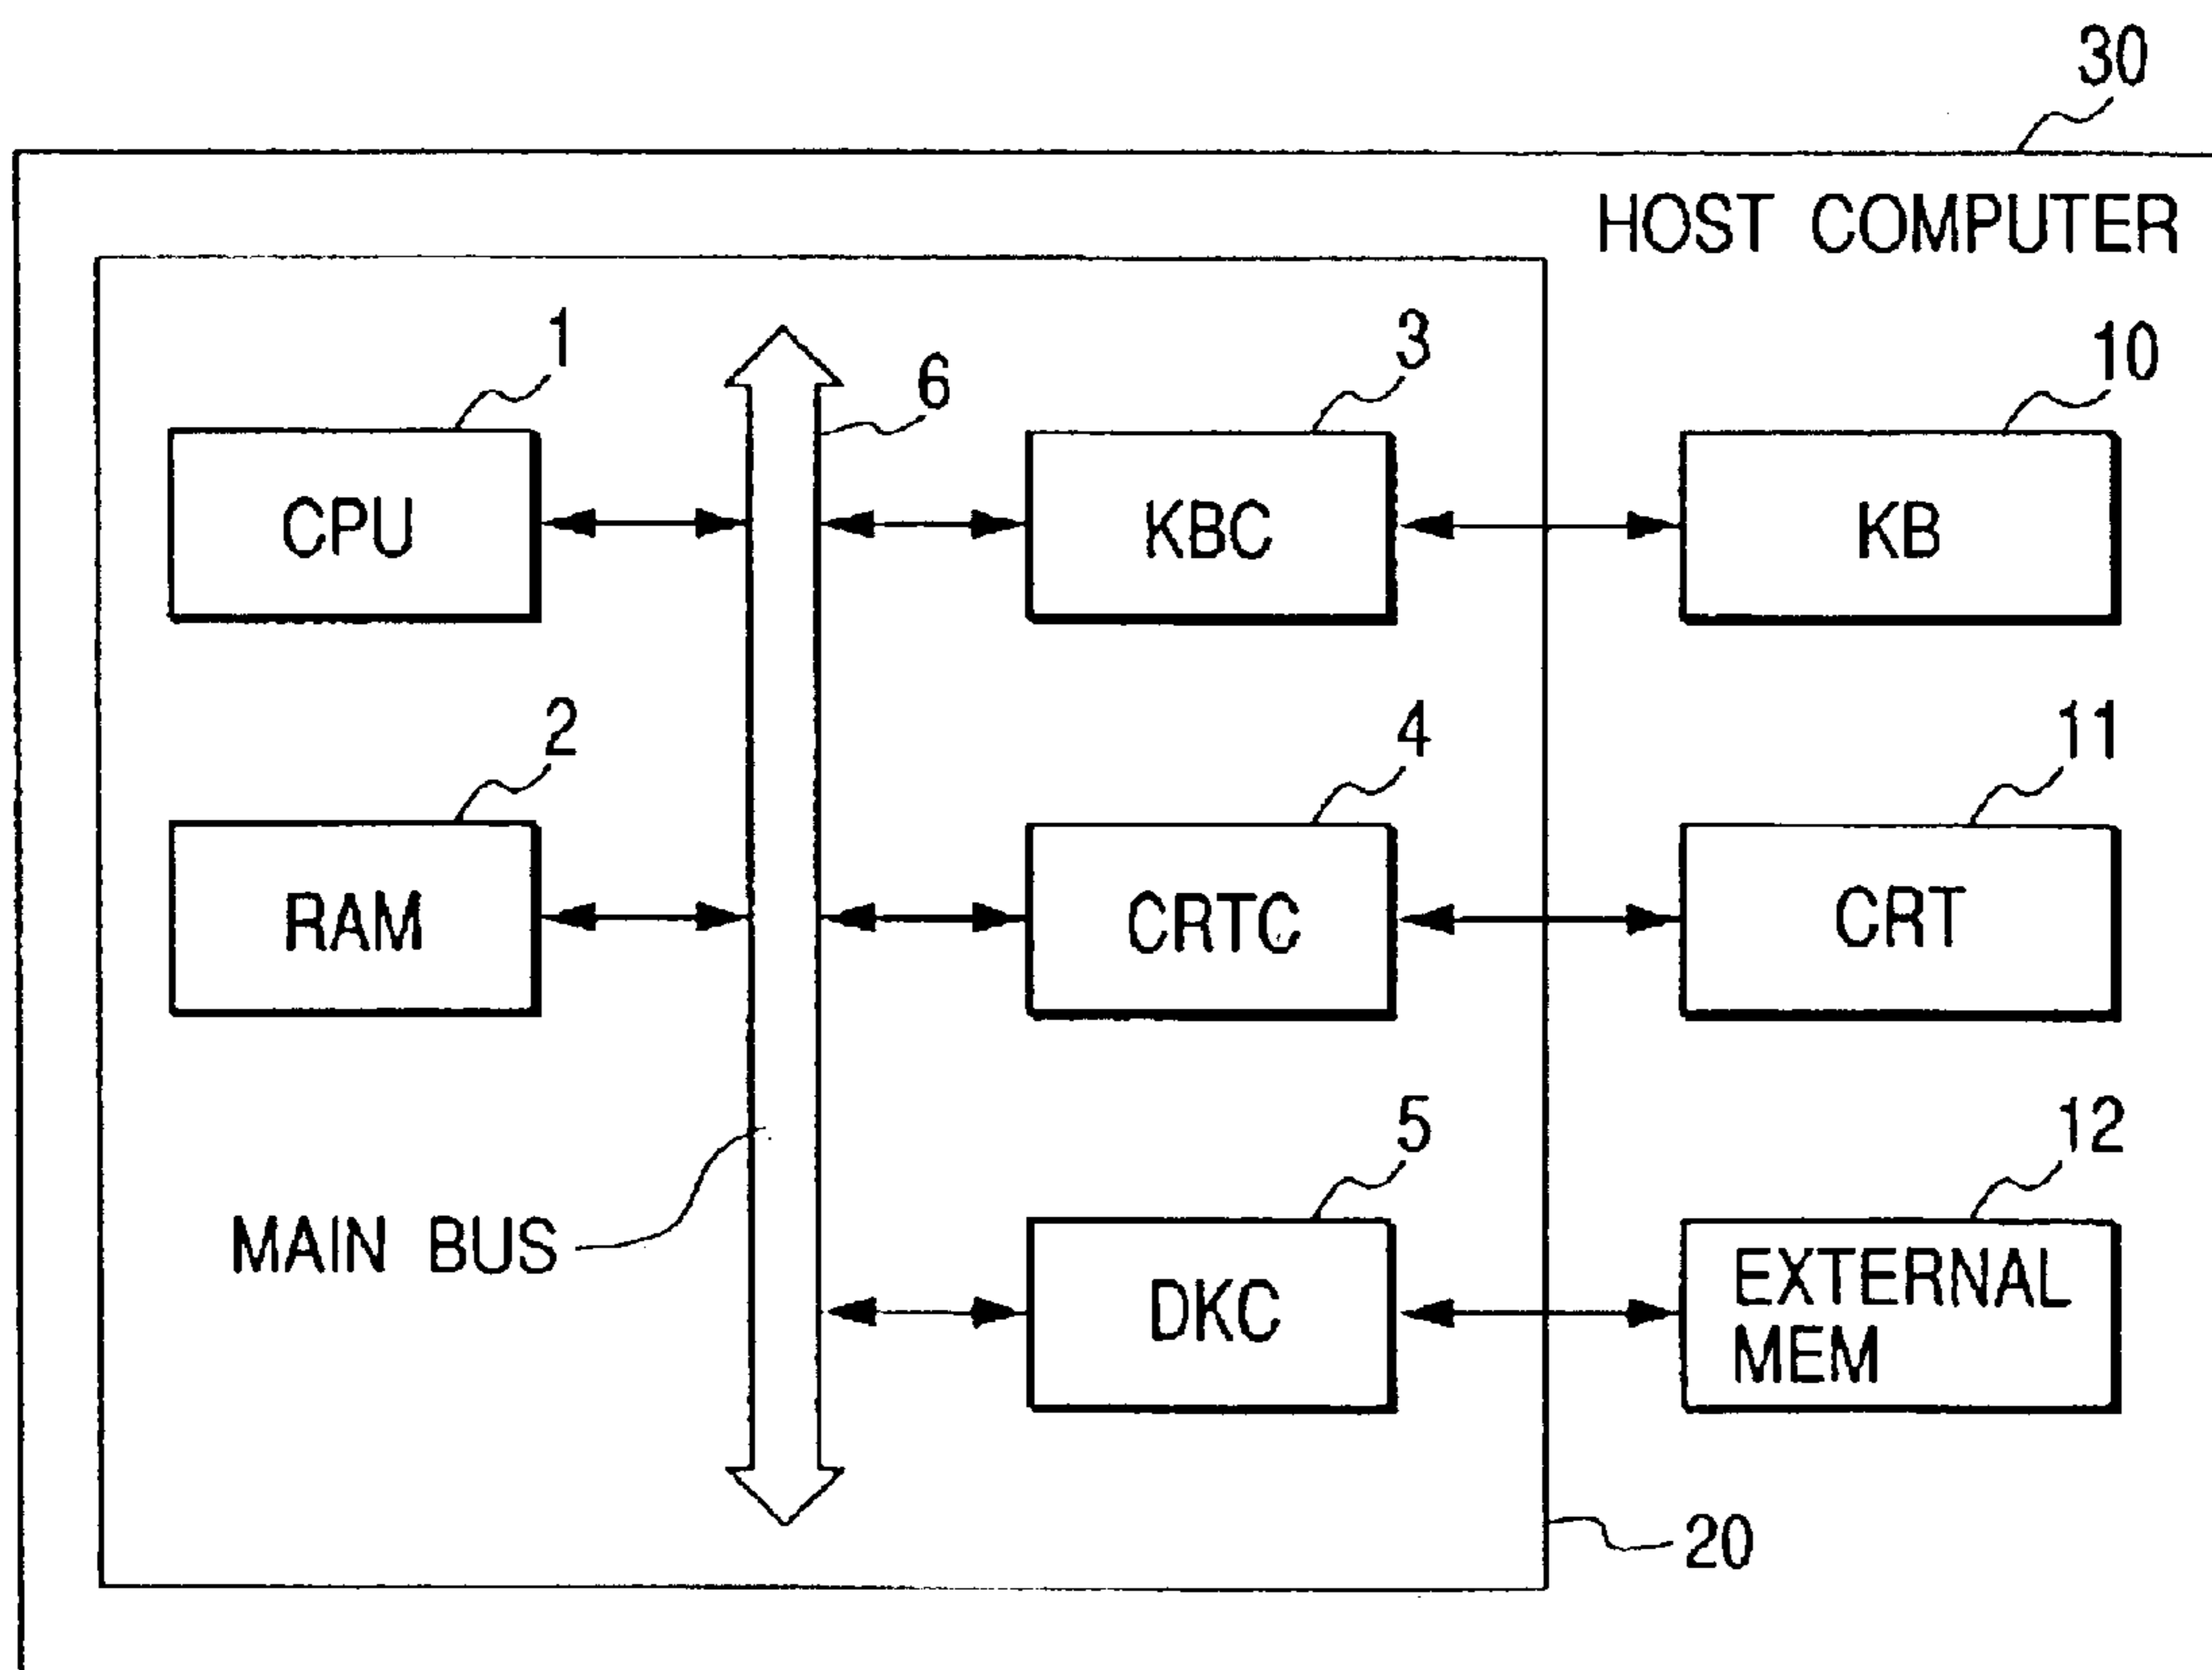 30
HOST COMPUTER
1
6
3
10
CPU
KBC
KB
2
4
11
RAM
CRTC
CRT
5
12
MAIN BUS
DKC
EXTERNAL
MEM
20